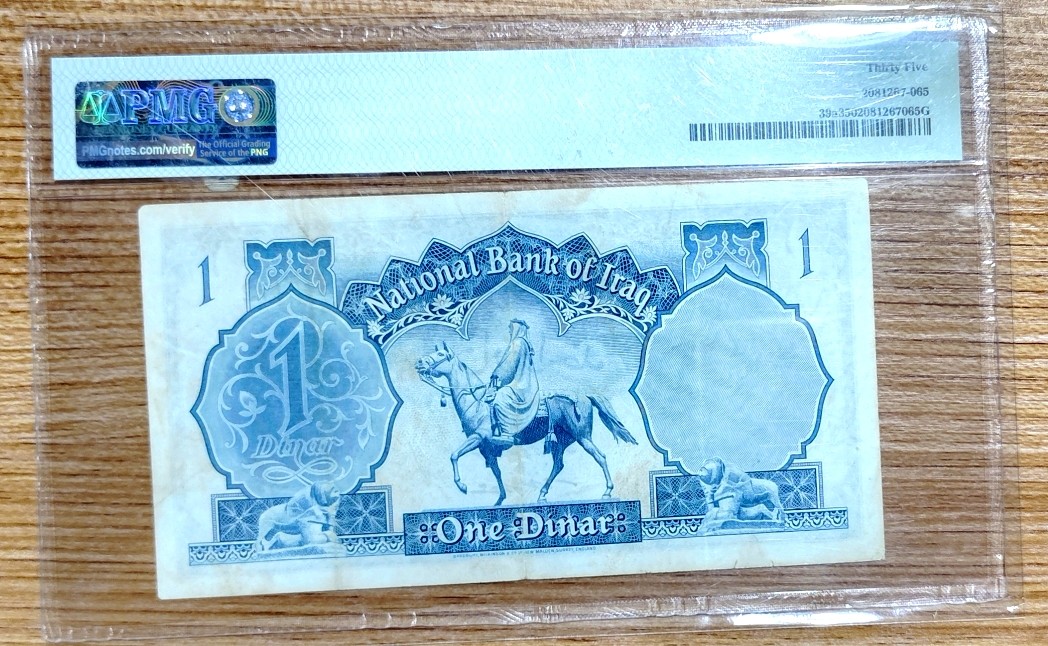 Thirty Five
2081267-065
39a3502081267065G
PMG
PMGnotes.com/verify
The Official Grading
Service of the PNG
National Bank of Iraq
1
1
1
Dinar
One Dinar